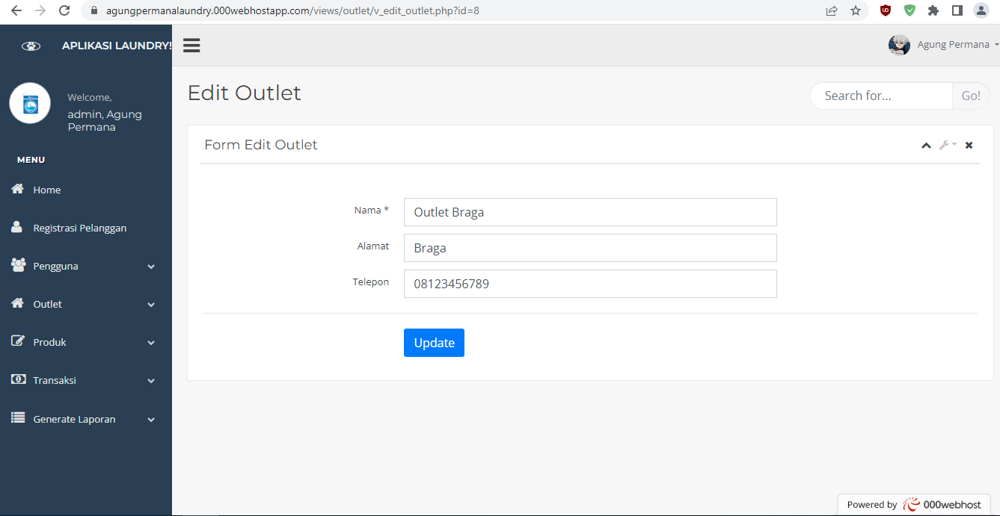 agungpermanalaundry.000webhostapp.com/views/outlet/v_edit_outlet.php?id=8
APLIKASI LAUNDRY!
Agung Permana
Welcome,
admin, Agung
Permana
MENU
Home
Registrasi Pelanggan
Pengguna
Outlet
Produk
Transaksi
Generate Laporan
Edit Outlet
Search for...
Go!
Form Edit Outlet
Nama *
Outlet Braga
Alamat
Braga
Telepon
08123456789
Update
Powered by 000webhost